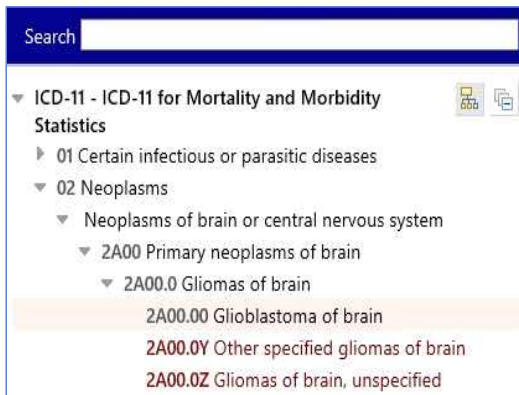 Search
ICD-11 - ICD-11 for Mortality and Morbidity
Statistics
01 Certain infectious or parasitic diseases
02 Neoplasms
Neoplasms of brain or central nervous system
2A00 Primary neoplasms of brain
2A00.0 Gliomas of brain
2A00.00 Glioblastoma of brain
2A00.0Y Other specified gliomas of brain
2A00.0Z Gliomas of brain, unspecified